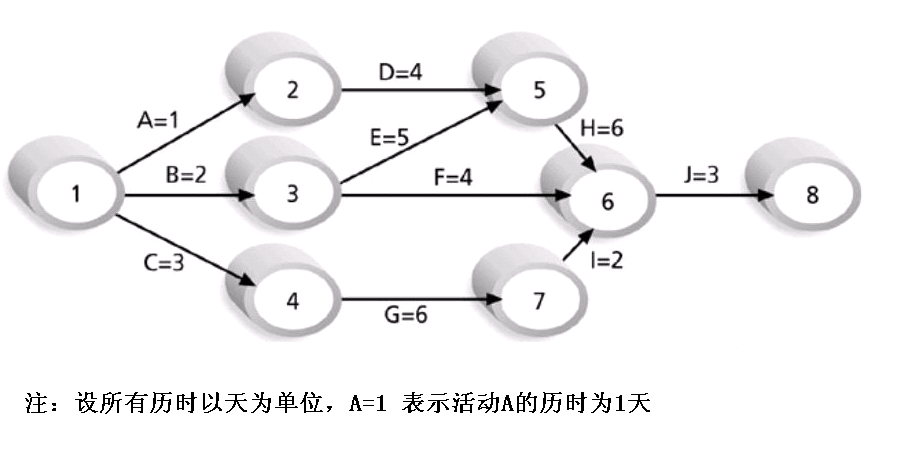 2
D=4
5
A=1
E=5
H=6
1
B=2
3
F=4
6
J=3
8
C=3
I=2
4
G=6
7
注: 设所有历时以天为单位, A=1 表示活动A的历时为1天